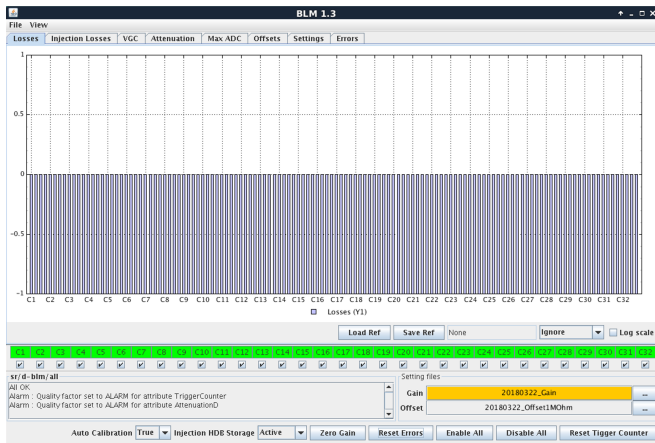 BLM 1.3
File View
Losses Injection Losses VGC Attenuation Max ADC Offsets Settings Errors
1
0.5
0
-0.5
-1
C1 C2 C3 C4 C5 C6 C7 C8 C9 C10 C11 C12 C13 C14 C15 C16 C17 C18 C19 C20 C21 C22 C23 C24 C25 C26 C27 C28 C29 C30 C31 C32
Losses (Y1)
Load Ref Save Ref None Ignore Log scale
C1 C2 C3 C4 C5 C6 C7 C8 C9 C10 C11 C12 C13 C14 C15 C16 C17 C18 C19 C20 C21 C22 C23 C24 C25 C26 C27 C28 C29 C30 C31 C32
sr/d-blm/all Setting files
All OK
Alarm : Quality factor set to ALARM for attribute TriggerCounter
Alarm : Quality factor set to ALARM for attribute AttenuationD
Gain 20180322_Gain ...
Offset 20180322_Offset1MOhm ...
Auto Calibration True Injection HDB Storage Active Zero Gain Reset Errors Enable All Disable All Reset Tigger Counter